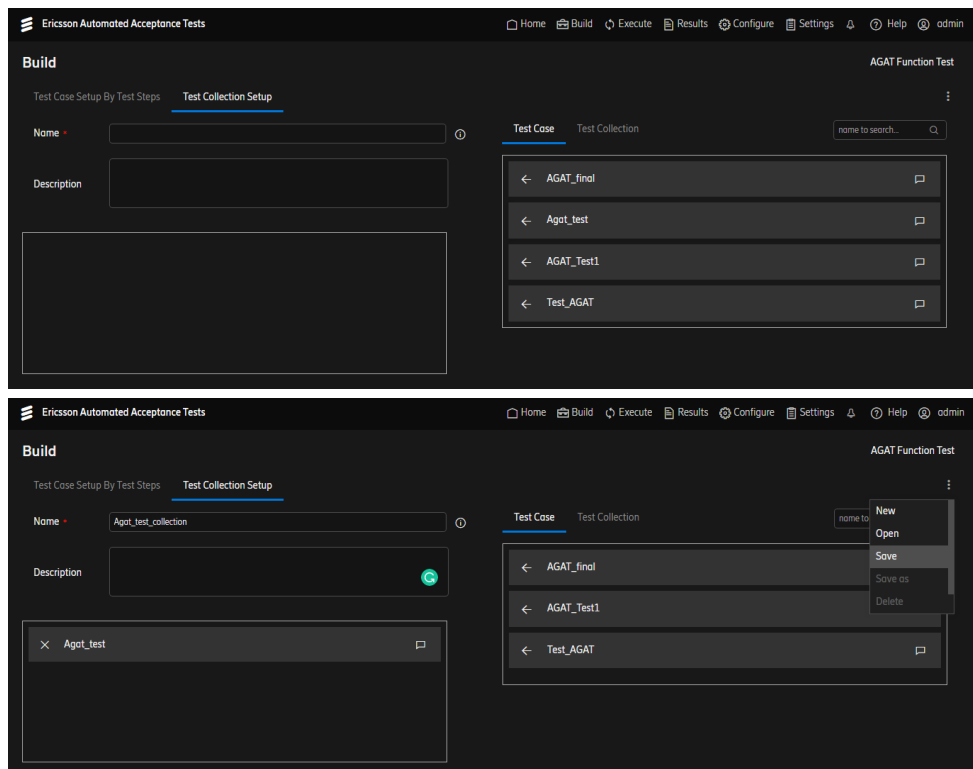 Ericsson Automated Acceptance Tests
Home Build Execute Results Configure Settings Help admin
Build
AGAT Function Test
Test Case Setup By Test Steps Test Collection Setup
Name *
Test Case Test Collection
name to search...
Description
AGAT_final
Agat_test
AGAT_Test1
Test_AGAT
Ericsson Automated Acceptance Tests
Home Build Execute Results Configure Settings Help admin
Build
AGAT Function Test
Test Case Setup By Test Steps Test Collection Setup
Name * Agat_test_collection
Test Case Test Collection
name to
New
Open
Save
Save as
Delete
Description
AGAT_final
AGAT_Test1
Test_AGAT
Agat_test